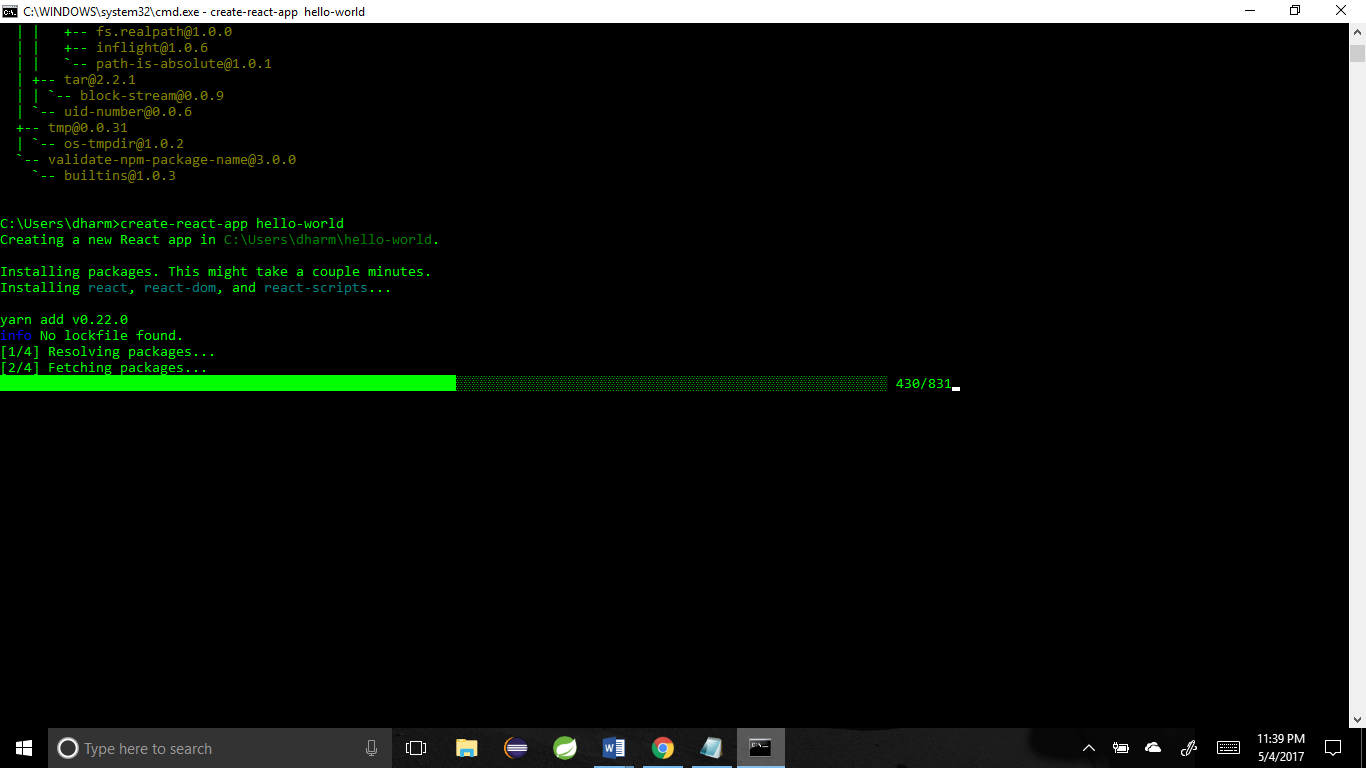 C:\WINDOWS\system32\cmd.exe - create-react-app  hello-world
| |   +-- fs.realpath@1.0.0
| |   +-- inflight@1.0.6
| |   `-- path-is-absolute@1.0.1
| +-- tar@2.2.1
| | `-- block-stream@0.0.9
| `-- uid-number@0.0.6
+-- tmp@0.0.31
| `-- os-tmpdir@1.0.2
`-- validate-npm-package-name@3.0.0
  `-- builtins@1.0.3
C:\Users\dharm>create-react-app hello-world
Creating a new React app in C:\Users\dharm\hello-world.
Installing packages. This might take a couple minutes.
Installing react, react-dom, and react-scripts...
yarn add v0.22.0
info No lockfile found.
[1/4] Resolving packages...
[2/4] Fetching packages...
430/831
Type here to search
11:39 PM
5/4/2017